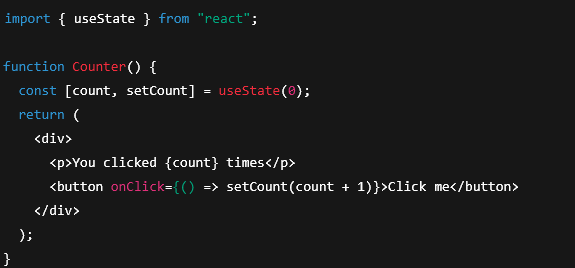 import { useState } from "react";

function Counter() {
  const [count, setCount] = useState(0);
  return (
    <div>
      <p>You clicked {count} times</p>
      <button onClick={() => setCount(count + 1)}>Click me</button>
    </div>
  );
}